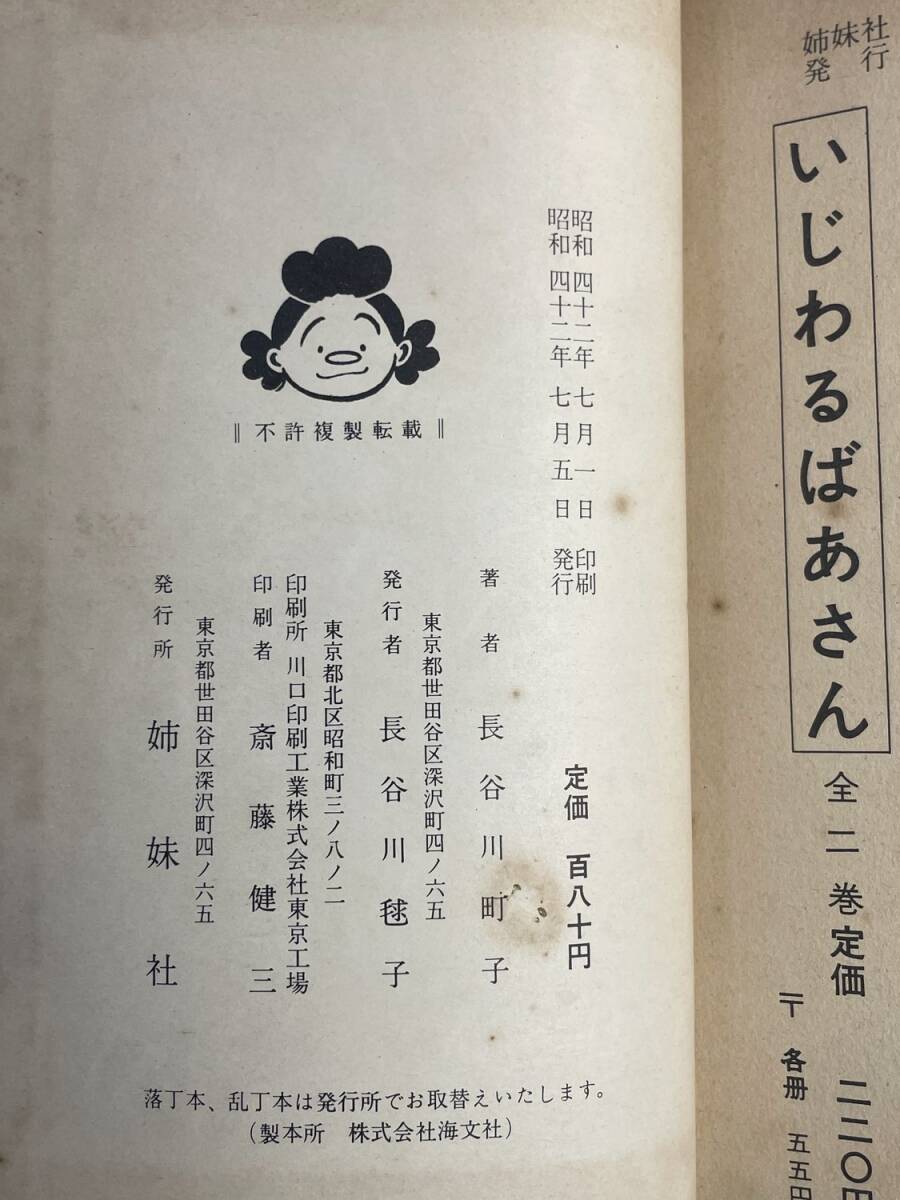 姉妹社
発行
いじわるばあさん
全二巻定価 二二〇円
〒 各册 五五円
昭和 四十二年 七月一日 印刷
昭和 四十二年 七月五日 発行
定価 百八十円
著者 長谷川町子
東京都世田谷区深沢町四ノ六五
発行者 長谷川毬子
東京都北区昭和町三ノ八ノ二
印刷所 川口印刷工業株式会社東京工場
印刷者 斎藤健三
東京都世田谷区深沢町四ノ六五
発行所 姉妹社
‖不許複製転載‖
落丁本、乱丁本は発行所でお取替えいたします。
(製本所 株式会社海文社)